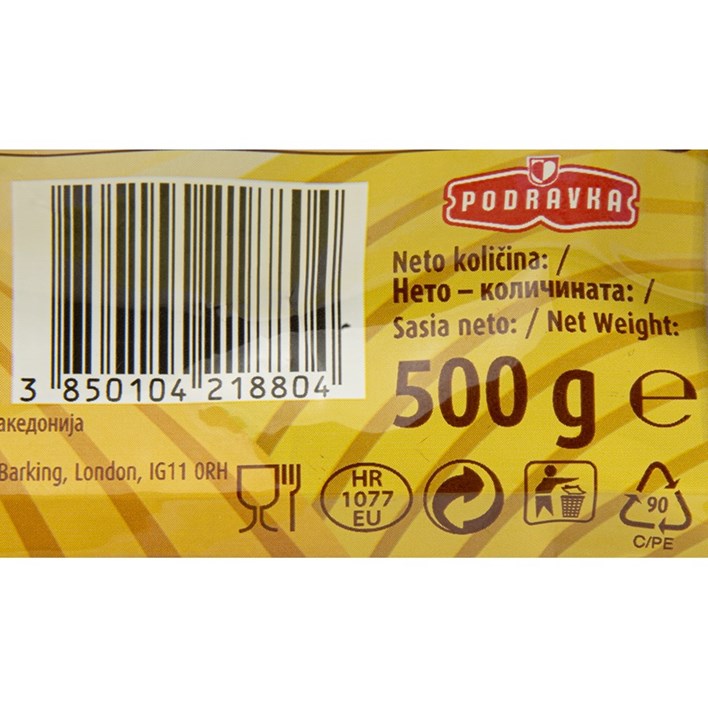 PODRAVKA
Neto količina: /
Нето – количината: /
Sasia neto: / Net Weight:
500 g ℮
3 850104 218804
акедонија
Barking, London, IG11 0RH
HR
1077
EU
90
C/PE